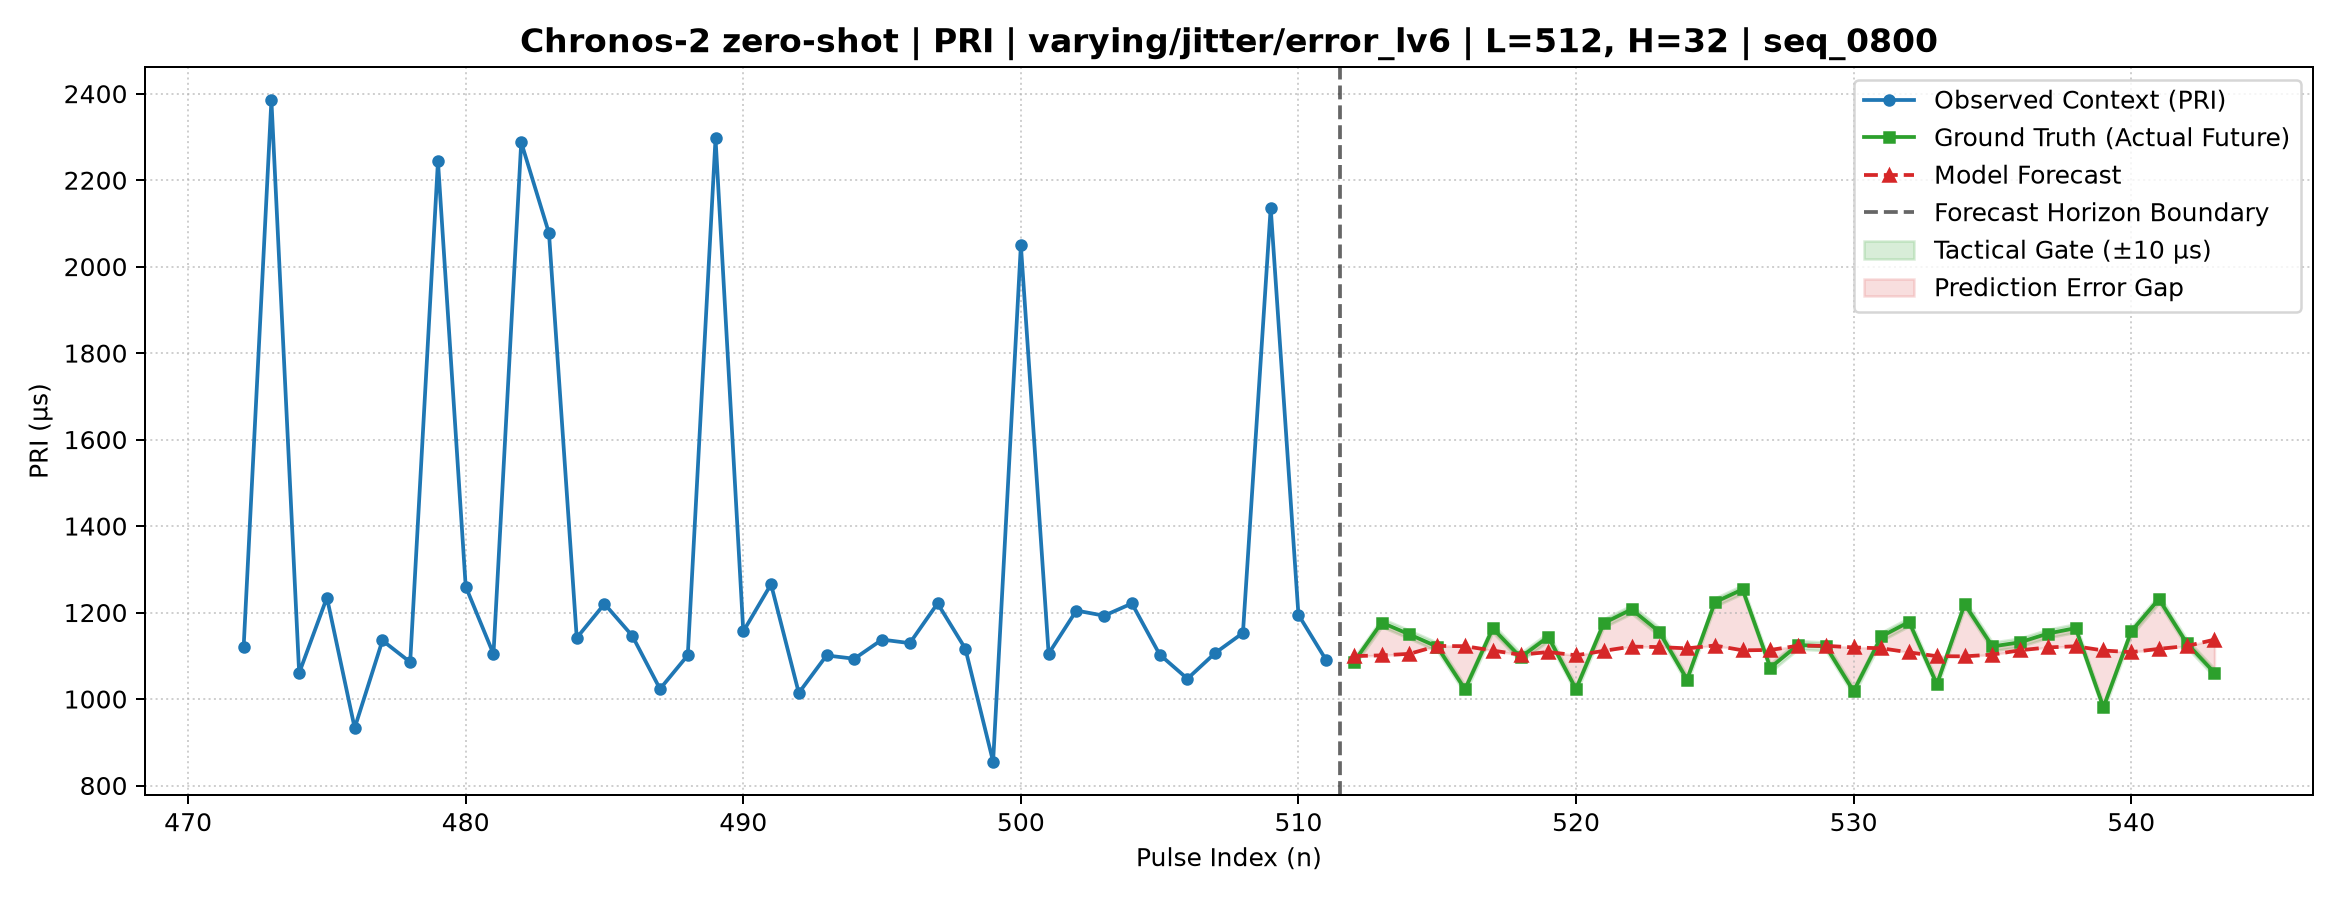 Chronos-2 zero-shot | PRI | varying/jitter/error_lv6 | L=512, H=32 | seq_0800
PRI (µs)
2400
2200
2000
1800
1600
1400
1200
1000
800
Observed Context (PRI)
Ground Truth (Actual Future)
Model Forecast
Forecast Horizon Boundary
Tactical Gate (±10 µs)
Prediction Error Gap
470 480 490 500 510 520 530 540
Pulse Index (n)